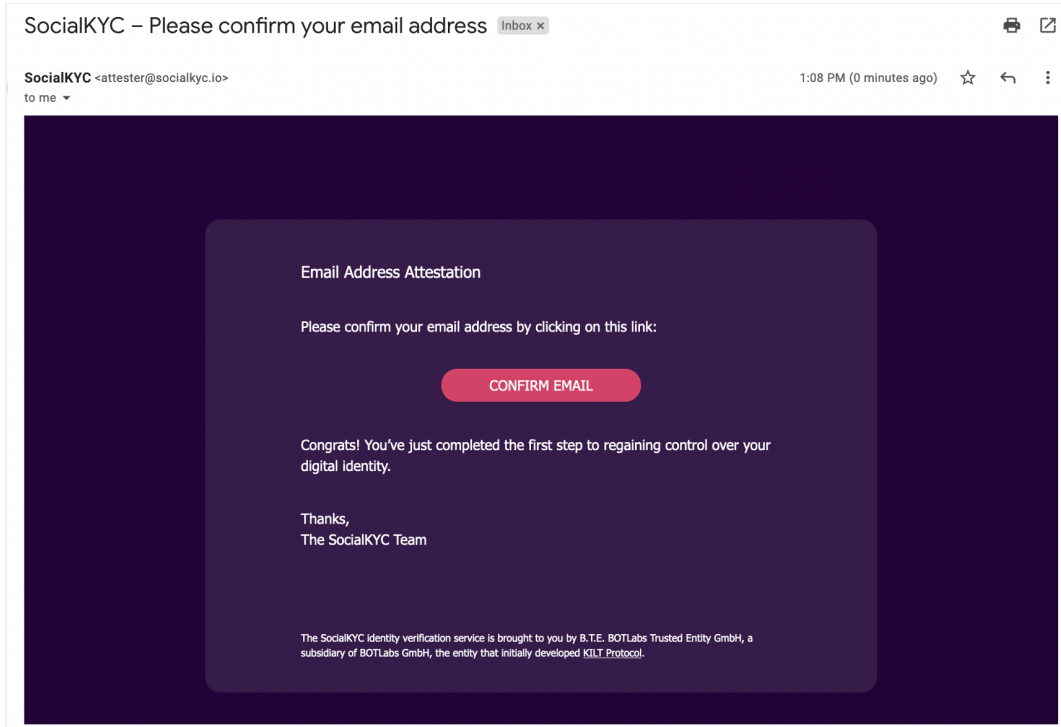 SocialKYC – Please confirm your email address Inbox ×
SocialKYC <attester@socialkyc.io> 1:08 PM (0 minutes ago)
to me
Email Address Attestation
Please confirm your email address by clicking on this link:
CONFIRM EMAIL
Congrats! You’ve just completed the first step to regaining control over your
digital identity.
Thanks,
The SocialKYC Team
The SocialKYC identity verification service is brought to you by B.T.E. BOTLabs Trusted Entity GmbH, a
subsidiary of BOTLabs GmbH, the entity that initially developed KILT Protocol.